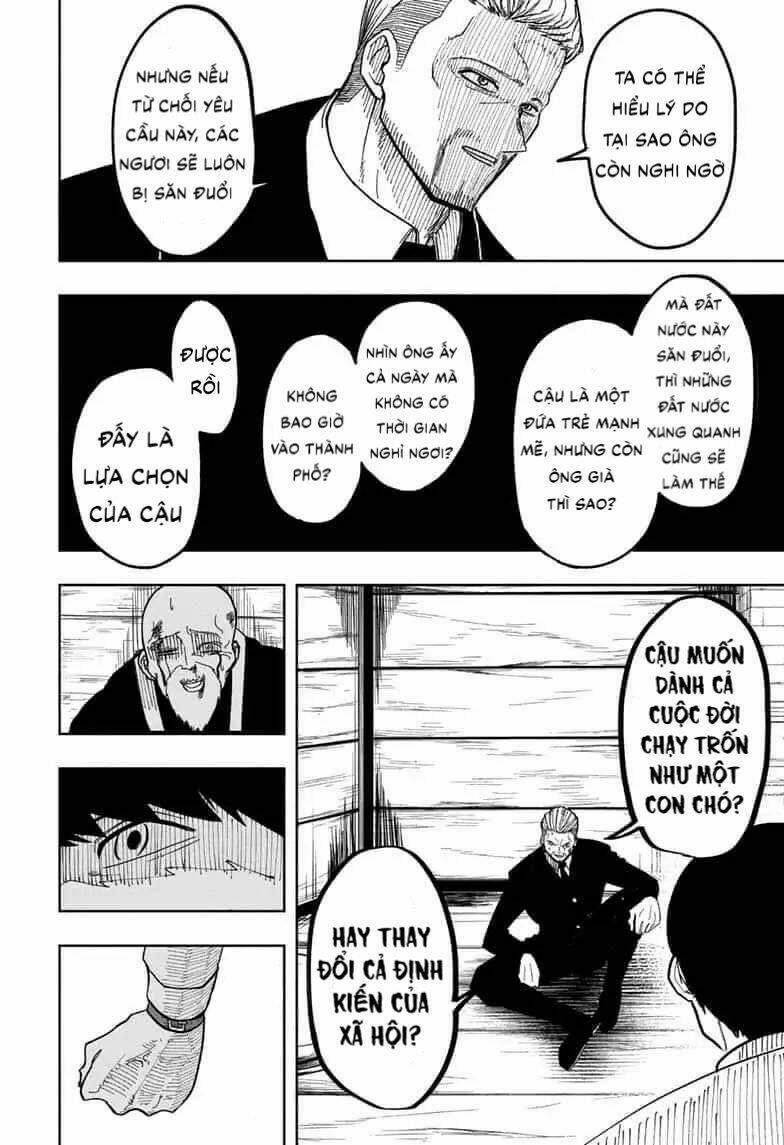 TA CÓ THỂ
HIỂU LÝ DO
TẠI SAO ÔNG
CÒN NGHI NGỜ
NHƯNG NẾU
TỪ CHỐI YÊU
CẦU NÀY, CÁC
NGƯƠI SẼ LUÔN
BỊ SĂN ĐUỔI
MÀ ĐẤT
NƯỚC NÀY
SĂN ĐUỔI,
THÌ NHỮNG
ĐẤT NƯỚC
XUNG QUANH
CŨNG SẼ
LÀM THẾ
CẬU LÀ MỘT
ĐỨA TRẺ MẠNH
MẼ, NHƯNG CÒN
ÔNG GIÀ
THÌ SAO?
NHÌN ÔNG ẤY
CẢ NGÀY MÀ
KHÔNG CÓ
THỜI GIAN
NGHỈ NGƠI?
KHÔNG
BAO GIỜ
VÀO THÀNH
PHỐ?
ĐƯỢC
RỒI
ĐẤY LÀ
LỰA CHỌN
CỦA CẬU
CẬU MUỐN
DÀNH CẢ
CUỘC ĐỜI
CHẠY TRỐN
NHƯ MỘT
CON CHÓ?
HAY THAY
ĐỔI CẢ ĐỊNH
KIẾN CỦA
XÃ HỘI?